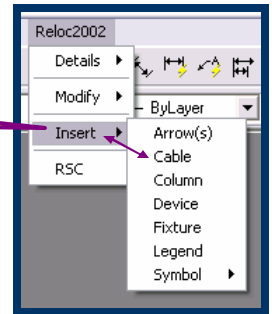 Reloc2002
Details
Modify
ByLayer
Insert
Arrow(s)
Cable
RSC
Column
Device
Fixture
Legend
Symbol